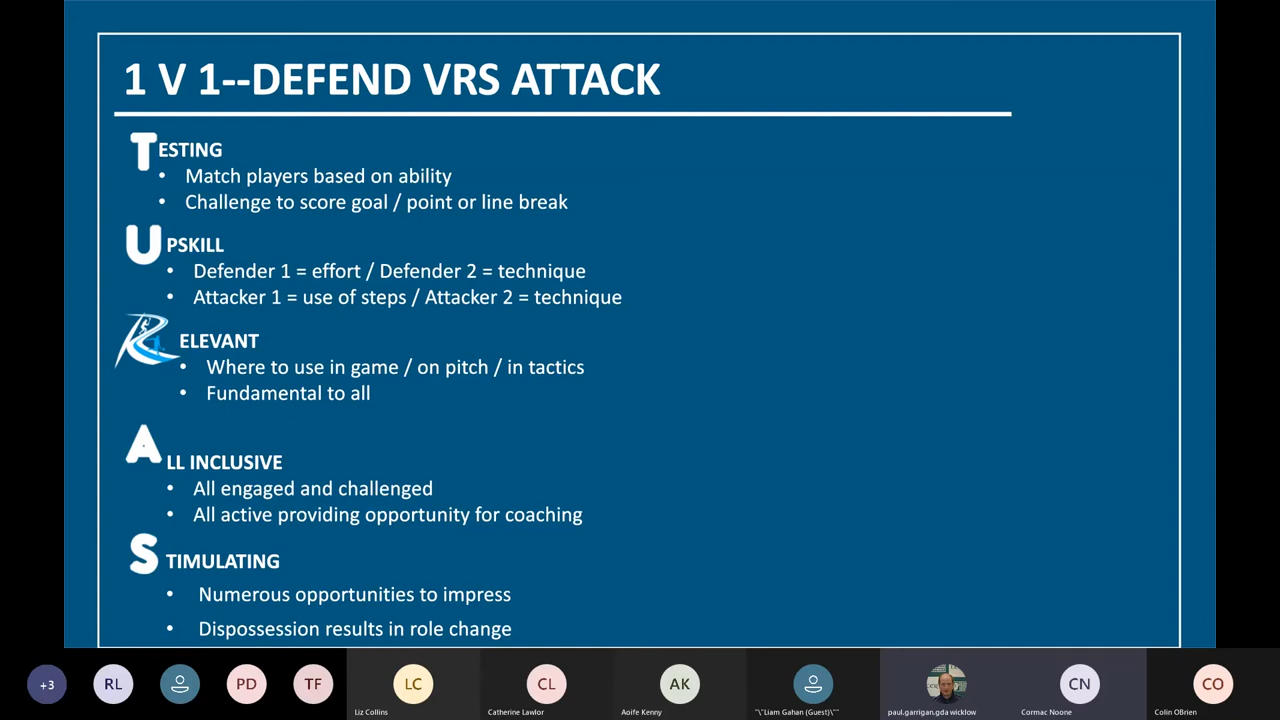 1 V 1--DEFEND VRS ATTACK
TESTING
• Match players based on ability
• Challenge to score goal / point or line break
UPSKILL
• Defender 1 = effort / Defender 2 = technique
• Attacker 1 = use of steps / Attacker 2 = technique
RELEVANT
• Where to use in game / on pitch / in tactics
• Fundamental to all
ALL INCLUSIVE
• All engaged and challenged
• All active providing opportunity for coaching
STIMULATING
• Numerous opportunities to impress
• Dispossession results in role change
+3 RL PD TF LC CL AK CN CO
Liz Collins Catherine Lawlor Aoife Kenny "\"Liam Gahan (Guest)\"" paul.garrigan.gda wicklow Cormac Noone Colin OBrien